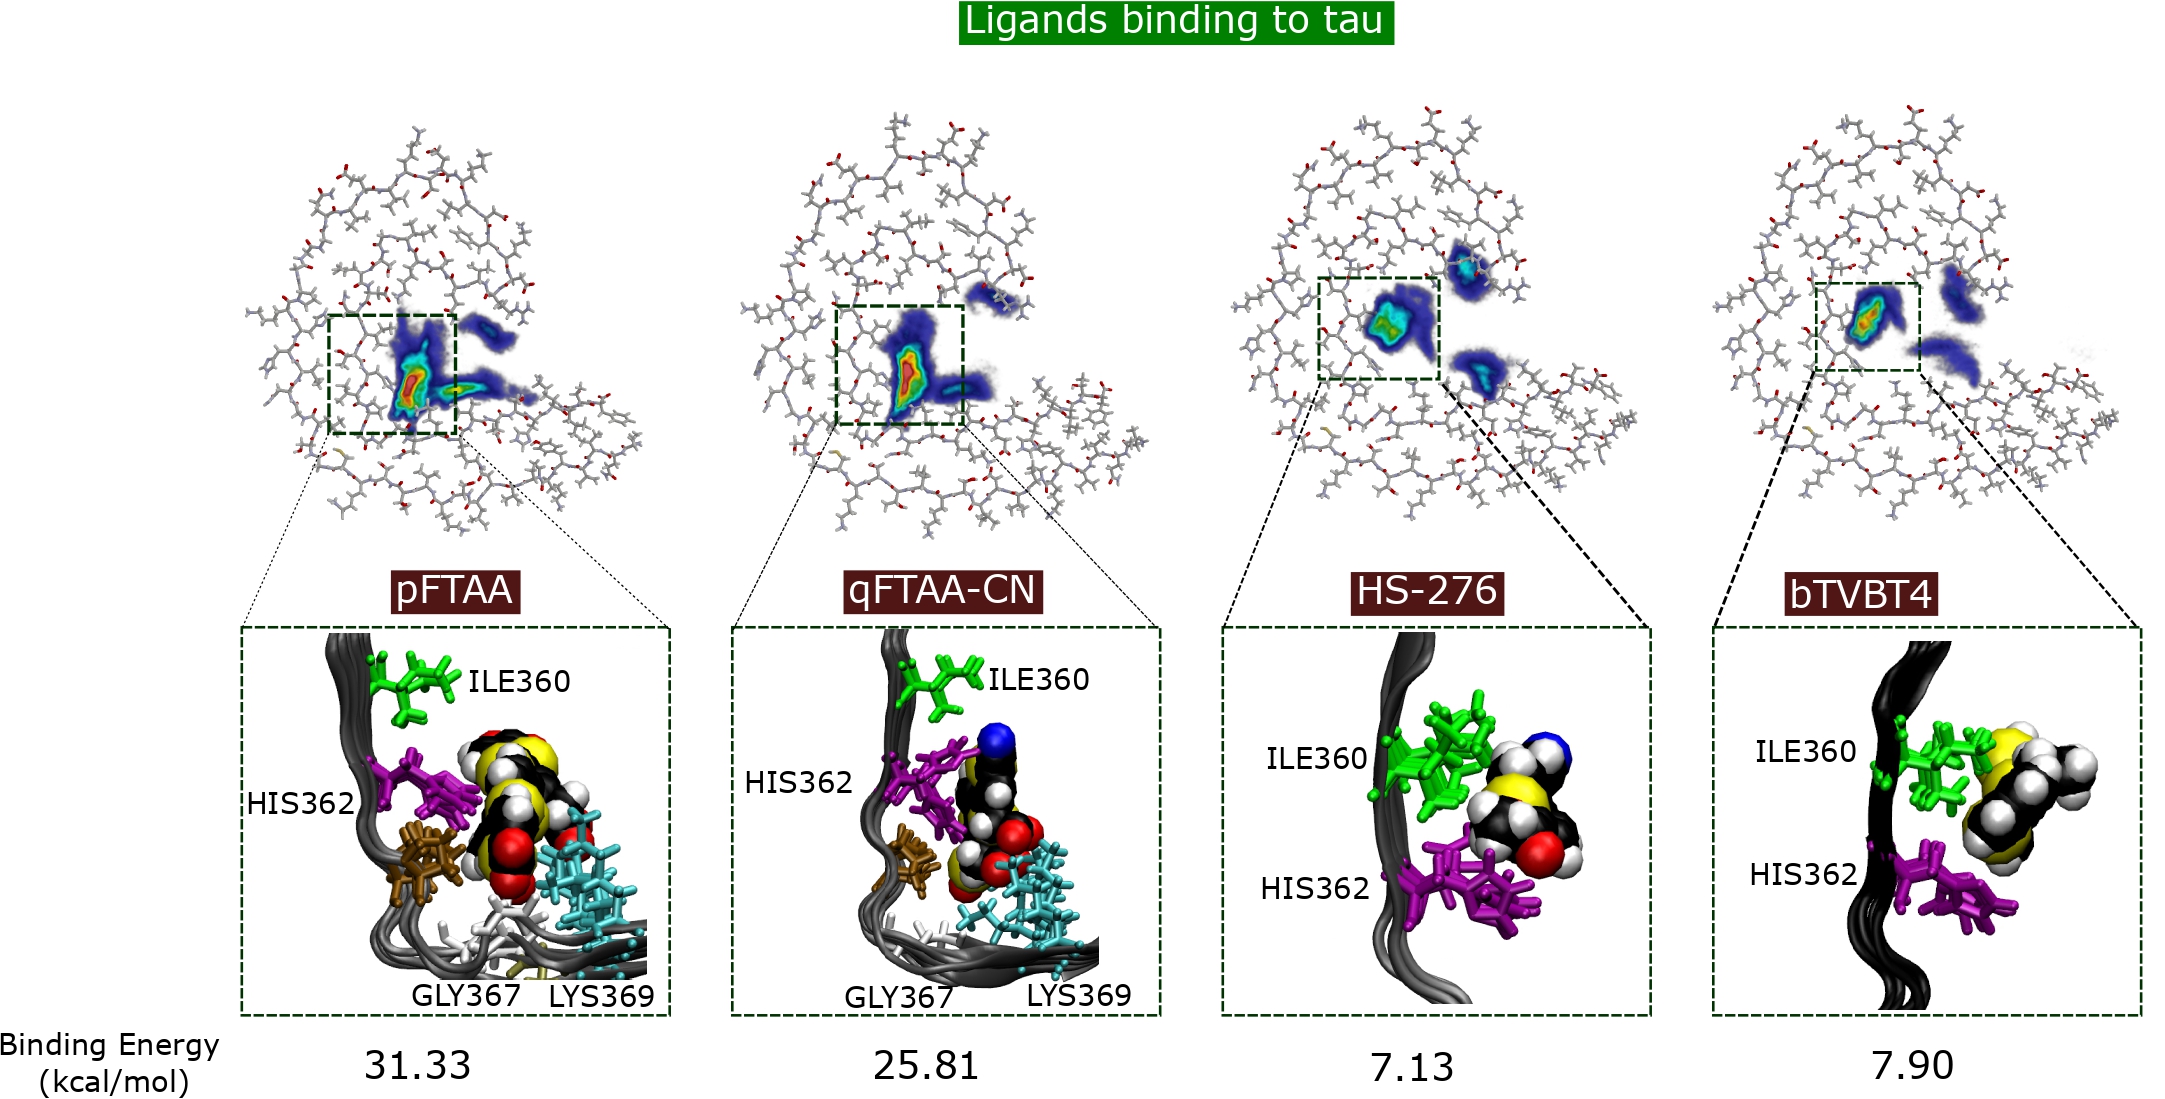 Ligands binding to tau
pFTAA
qFTAA-CN
HS-276
bTVBT4
ILE360
HIS362
GLY367
LYS369
ILE360
HIS362
GLY367
LYS369
ILE360
HIS362
ILE360
HIS362
Binding Energy
(kcal/mol)
31.33
25.81
7.13
7.90